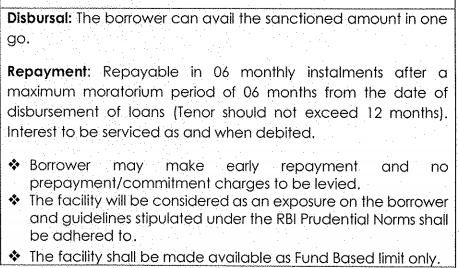 Disbursal: The borrower can avail the sanctioned amount in one
go.
Repayment: Repayable in 06 monthly instalments after a
maximum moratorium period of 06 months from the date of
disbursement of loans (Tenor should not exceed 12 months).
Interest to be serviced as and when debited.
❖ Borrower may make early repayment and no
prepayment/commitment charges to be levied.
❖ The facility will be considered as an exposure on the borrower
and guidelines stipulated under the RBI Prudential Norms shall
be adhered to.
❖ The facility shall be made available as Fund Based limit only.